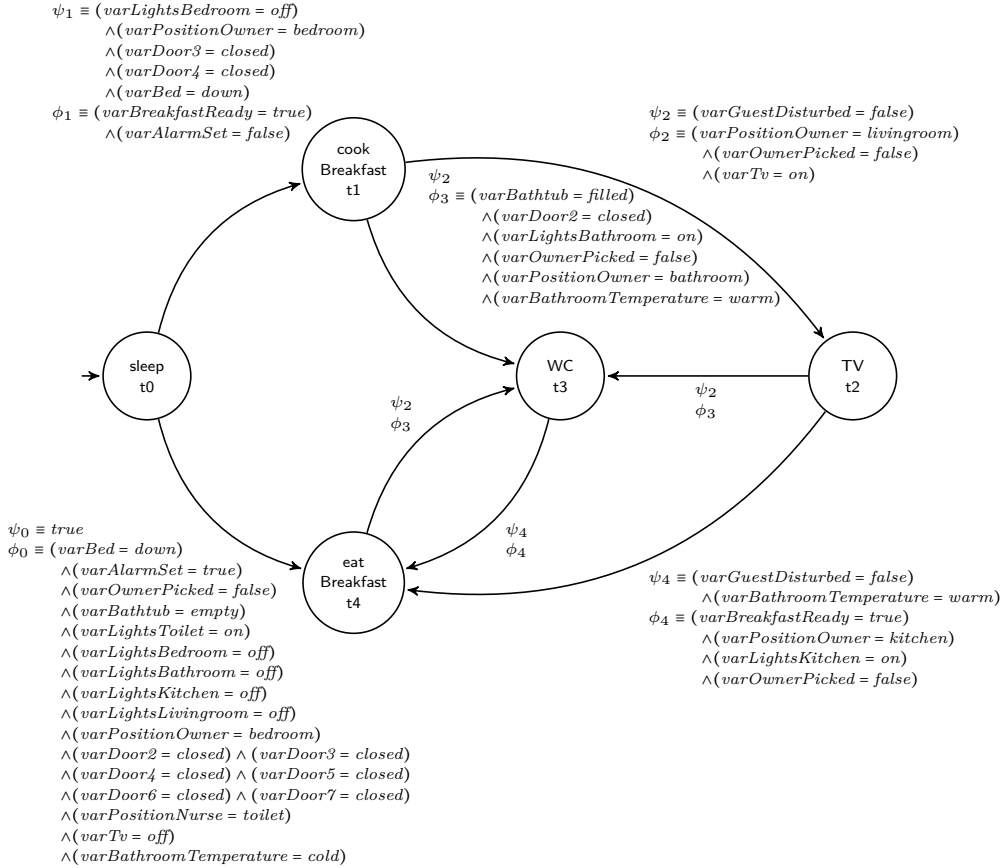 ψ1 ≡ (varLightsBedroom = off)
∧(varPositionOwner = bedroom)
∧(varDoor3 = closed)
∧(varDoor4 = closed)
∧(varBed = down)
ϕ1 ≡ (varBreakfastReady = true)
∧(varAlarmSet = false)
cook
Breakfast
t1
ψ2 ≡ (varGuestDisturbed = false)
ϕ2 ≡ (varPositionOwner = livingroom)
∧(varOwnerPicked = false)
∧(varTv = on)
ψ2
ϕ3 ≡ (varBathtub = filled)
∧(varDoor2 = closed)
∧(varLightsBathroom = on)
∧(varOwnerPicked = false)
∧(varPositionOwner = bathroom)
∧(varBathroomTemperature = warm)
sleep
t0
WC
t3
TV
t2
ψ2
ϕ3
ψ2
ϕ3
ψ4
ϕ4
eat
Breakfast
t4
ψ0 ≡ true
ϕ0 ≡ (varBed = down)
∧(varAlarmSet = true)
∧(varOwnerPicked = false)
∧(varBathtub = empty)
∧(varLightsToilet = on)
∧(varLightsBedroom = off)
∧(varLightsBathroom = off)
∧(varLightsKitchen = off)
∧(varLightsLivingroom = off)
∧(varPositionOwner = bedroom)
∧(varDoor2 = closed) ∧ (varDoor3 = closed)
∧(varDoor4 = closed) ∧ (varDoor5 = closed)
∧(varDoor6 = closed) ∧ (varDoor7 = closed)
∧(varPositionNurse = toilet)
∧(varTv = off)
∧(varBathroomTemperature = cold)
ψ4 ≡ (varGuestDisturbed = false)
∧(varBathroomTemperature = warm)
ϕ4 ≡ (varBreakfastReady = true)
∧(varPositionOwner = kitchen)
∧(varLightsKitchen = on)
∧(varOwnerPicked = false)